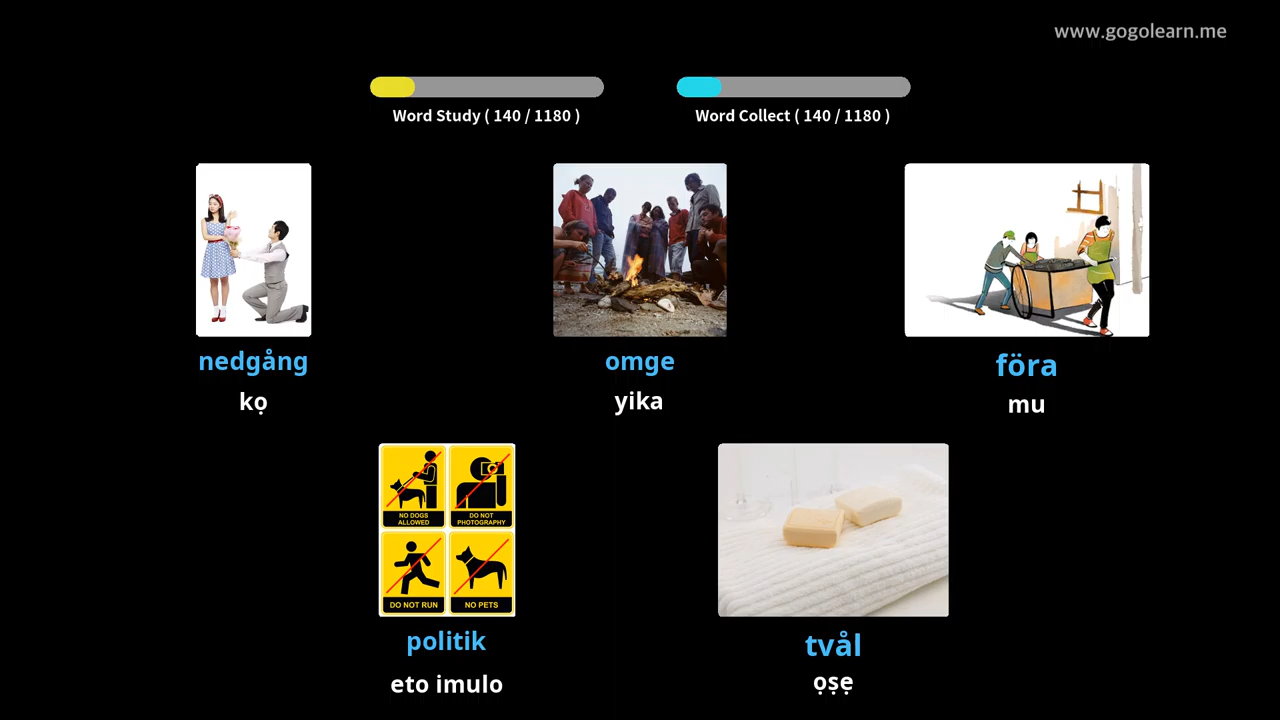 www.gogolearn.me
Word Study ( 140 / 1180 )
Word Collect ( 140 / 1180 )
nedgång
omge
föra
kọ
yika
mu
NO DOGS
ALLOWED
DO NOT
PHOTOGRAPHY
DO NOT RUN
NO PETS
politik
tvål
eto imulo
ọṣẹ